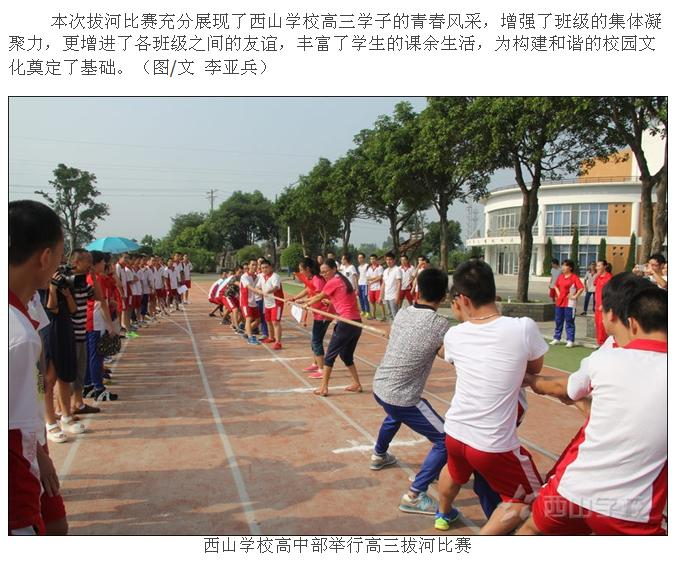 本次拔河比赛充分展现了西山学校高三学子的青春风采，增强了班级的集体凝
聚力，更增进了各班级之间的友谊，丰富了学生的课余生活，为构建和谐的校园文
化奠定了基础。（图/文 李亚兵）
西山学校
西山学校高中部举行高三拔河比赛